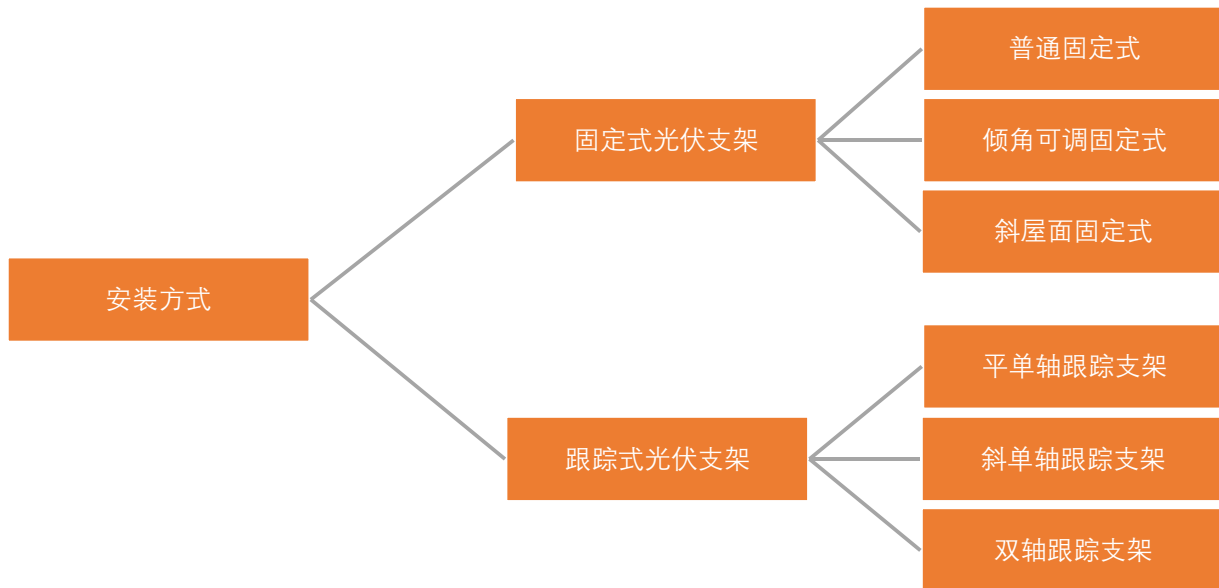 安装方式
固定式光伏支架
普通固定式
倾角可调固定式
斜屋面固定式
跟踪式光伏支架
平单轴跟踪支架
斜单轴跟踪支架
双轴跟踪支架